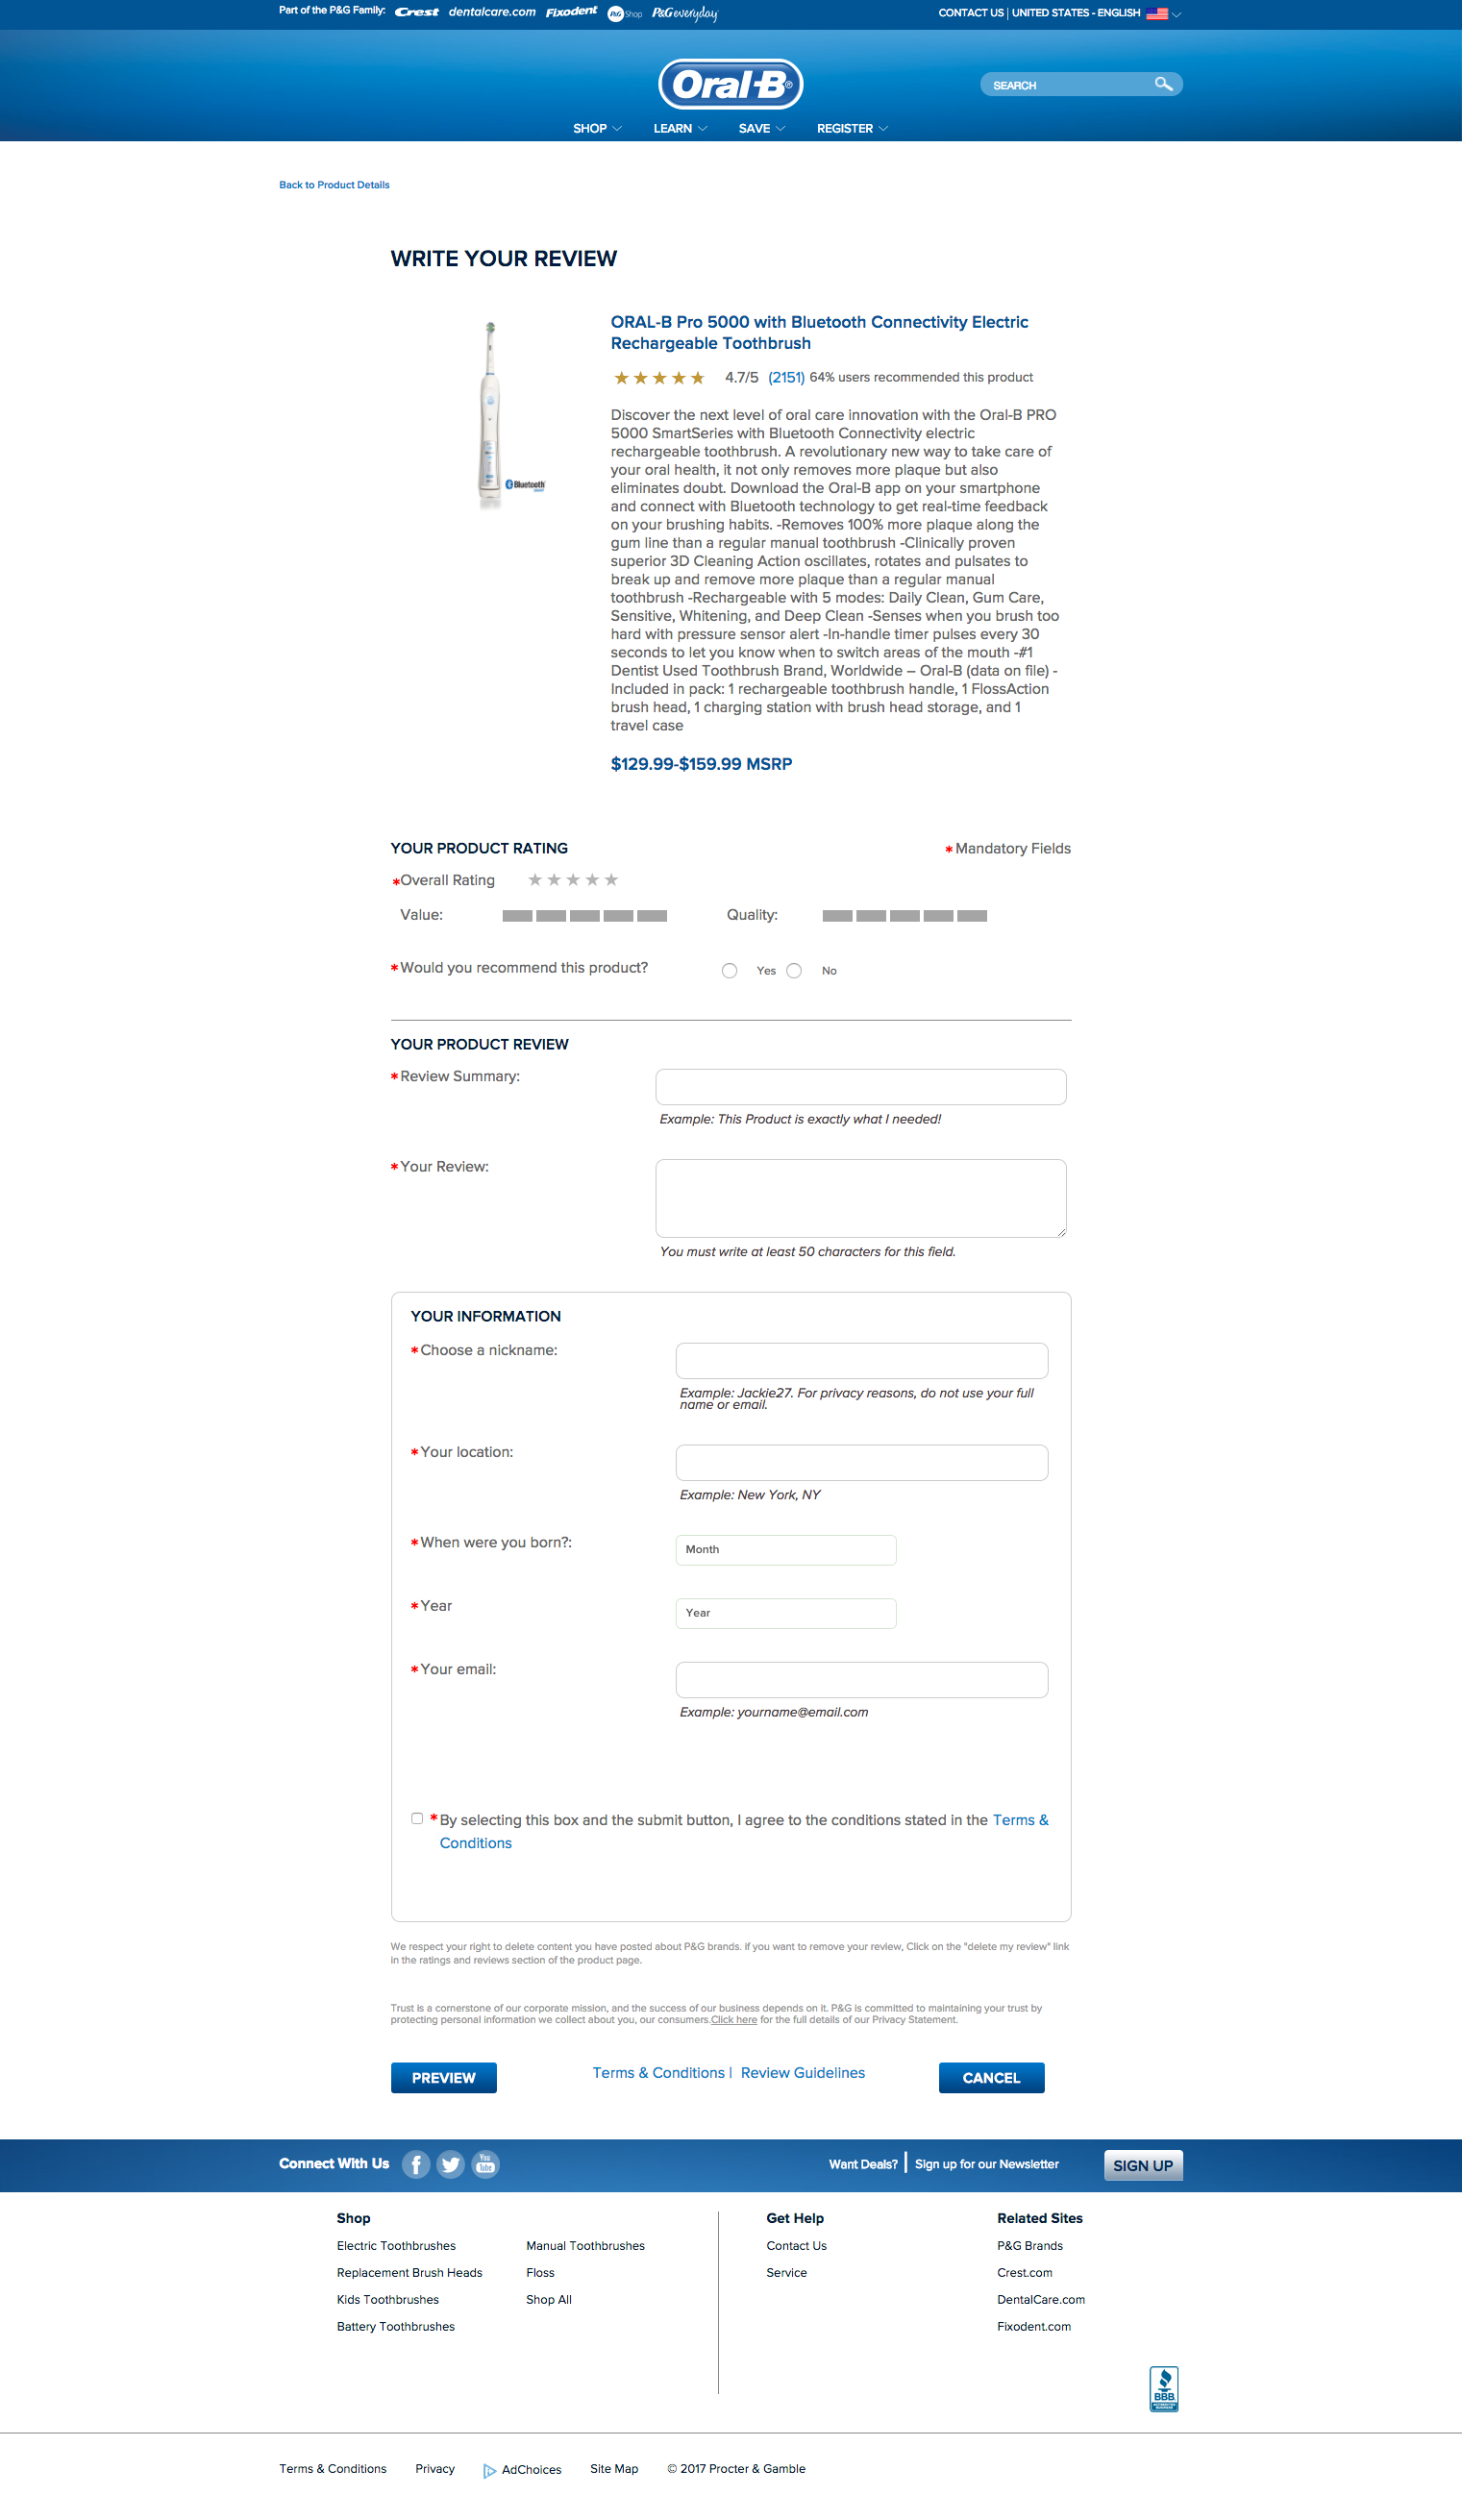 Part of the P&G Family: Crest dentalcare.com Fixodent P&G Shop P&G everyday
CONTACT US | UNITED STATES - ENGLISH
Oral-B®
SEARCH
SHOP LEARN SAVE REGISTER
Back to Product Details
WRITE YOUR REVIEW
Bluetooth
ORAL-B Pro 5000 with Bluetooth Connectivity Electric
Rechargeable Toothbrush
4.7/5 (2151) 64% users recommended this product
Discover the next level of oral care innovation with the Oral-B PRO
5000 SmartSeries with Bluetooth Connectivity electric
rechargeable toothbrush. A revolutionary new way to take care of
your oral health, it not only removes more plaque but also
eliminates doubt. Download the Oral-B app on your smartphone
and connect with Bluetooth technology to get real-time feedback
on your brushing habits. -Removes 100% more plaque along the
gum line than a regular manual toothbrush -Clinically proven
superior 3D Cleaning Action oscillates, rotates and pulsates to
break up and remove more plaque than a regular manual
toothbrush -Rechargeable with 5 modes: Daily Clean, Gum Care,
Sensitive, Whitening, and Deep Clean -Senses when you brush too
hard with pressure sensor alert -In-handle timer pulses every 30
seconds to let you know when to switch areas of the mouth -#1
Dentist Used Toothbrush Brand, Worldwide – Oral-B (data on file) -
Included in pack: 1 rechargeable toothbrush handle, 1 FlossAction
brush head, 1 charging station with brush head storage, and 1
travel case
$129.99-$159.99 MSRP
YOUR PRODUCT RATING
* Mandatory Fields
*Overall Rating
Value:
Quality:
*Would you recommend this product?
Yes
No
YOUR PRODUCT REVIEW
*Review Summary:
Example: This Product is exactly what I needed!
*Your Review:
You must write at least 50 characters for this field.
YOUR INFORMATION
*Choose a nickname:
Example: Jackie27. For privacy reasons, do not use your full
name or email.
*Your location:
Example: New York, NY
*When were you born?:
Month
*Year
Year
*Your email:
Example: yourname@email.com
*By selecting this box and the submit button, I agree to the conditions stated in the Terms &
Conditions
We respect your right to delete content you have posted about P&G brands. if you want to remove your review, Click on the "delete my review" link
in the ratings and reviews section of the product page.
Trust is a cornerstone of our corporate mission, and the success of our business depends on it. P&G is committed to maintaining your trust by
protecting personal information we collect about you, our consumers.Click here for the full details of our Privacy Statement.
PREVIEW
Terms & Conditions | Review Guidelines
CANCEL
Connect With Us
You Tube
Want Deals? | Sign up for our Newsletter
SIGN UP
Shop
Electric Toothbrushes
Replacement Brush Heads
Kids Toothbrushes
Battery Toothbrushes
Manual Toothbrushes
Floss
Shop All
Get Help
Contact Us
Service
Related Sites
P&G Brands
Crest.com
DentalCare.com
Fixodent.com
BBB
Terms & Conditions
Privacy
AdChoices
Site Map
© 2017 Procter & Gamble